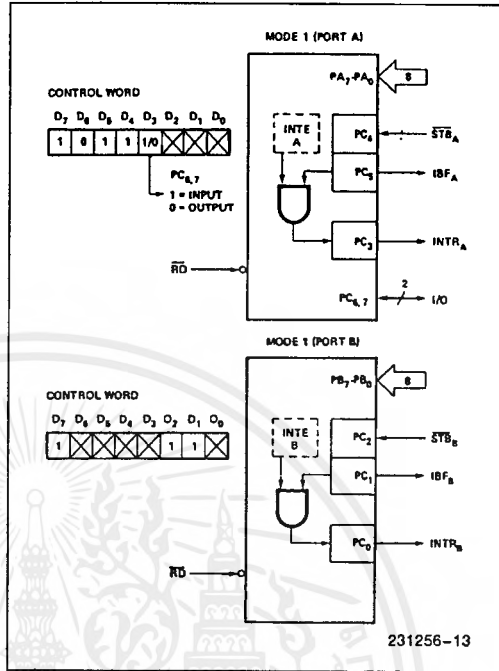 MODE 1 (PORT A)
PA7-PA0
8
CONTROL WORD
D7 D6 D5 D4 D3 D2 D1 D0
1 0 1 1 I/O
PC6,7
1 = INPUT
0 = OUTPUT
INTE
A
PC4
STBA
PC5
IBFA
PC3
INTRA
RD
PC6,7
2
I/O
MODE 1 (PORT B)
PB7-PB0
8
CONTROL WORD
D7 D6 D5 D4 D3 D2 D1 D0
1 1 1
INTE
B
PC2
STBB
PC1
IBFB
PC0
INTRB
RD
231256-13